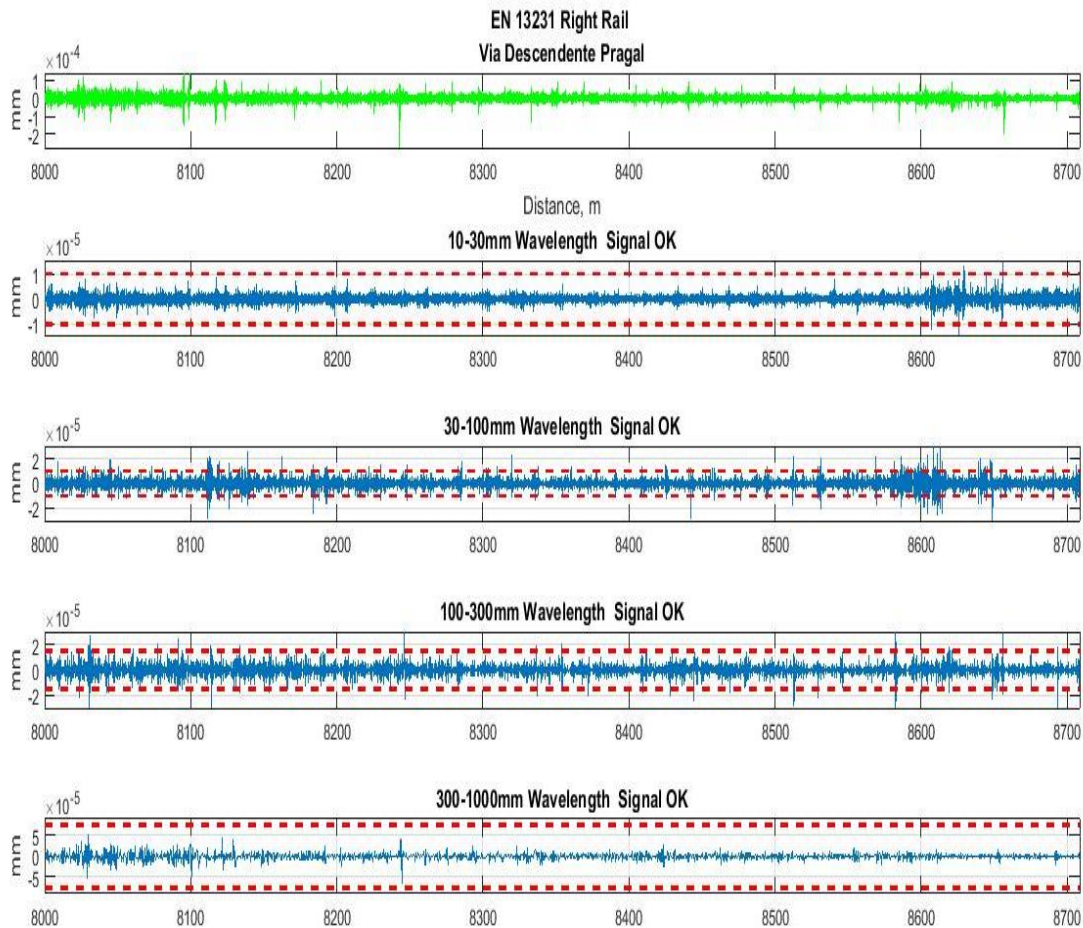 EN 13231 Right Rail
Via Descendente Pragal
×10-4
mm
1
0
-1
-2
8000 8100 8200 8300 8400 8500 8600 8700
Distance, m
10-30mm Wavelength Signal OK
×10-5
mm
1
0
-1
8000 8100 8200 8300 8400 8500 8600 8700
30-100mm Wavelength Signal OK
×10-5
mm
2
0
-2
8000 8100 8200 8300 8400 8500 8600 8700
100-300mm Wavelength Signal OK
×10-5
mm
2
0
-2
8000 8100 8200 8300 8400 8500 8600 8700
300-1000mm Wavelength Signal OK
×10-5
mm
5
0
-5
8000 8100 8200 8300 8400 8500 8600 8700